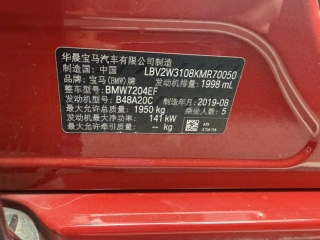 华晨宝马汽车有限公司
制造国：中国 LBV2W3108KMR70050
品牌：宝马(BMW)牌 发动机排量：1998 mL
整车型号：BMW7204EF 制造年月：2019-08
发动机型号：B48A20C 乘坐人数：5
最大允许总质量：1950 kg
发动机最大净功率：141 kW
最大允许牵引质量：- kg